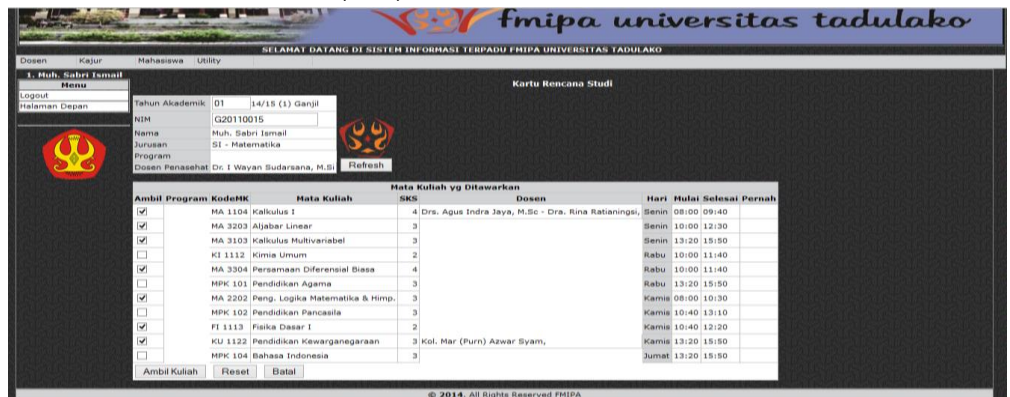 fmipa universitas tadulako
SELAMAT DATANG DI SISTEM INFORMASI TERPADU FMIPA UNIVERSITAS TADULAKO
Dosen Kajur Mahasiswa Utility
1. Muh. Sabri Ismail
Menu
Logout
Halaman Depan
Kartu Rencana Studi
Tahun Akademik 01 14/15 (1) Ganjil
NIM G20110015
Nama Muh. Sabri Ismail
Jurusan SI - Matematika
Program
Dosen Penasehat Dr. I Wayan Sudarsana, M.Si Refresh
Mata Kuliah yg Ditawarkan
Ambil Program KodeMK Mata Kuliah SKS Dosen Hari Mulai Selesai Pernah
MA 1104 Kalkulus I 4 Drs. Agus Indra Jaya, M.Sc - Dra. Rina Ratianingsi, Senin 08:00 09:40
MA 3203 Aljabar Linear 3 Senin 10:00 12:30
MA 3103 Kalkulus Multivariabel 3 Senin 13:20 15:50
KI 1112 Kimia Umum 2 Rabu 10:00 11:40
MA 3304 Persamaan Diferensial Biasa 4 Rabu 10:00 11:40
MPK 101 Pendidikan Agama 3 Rabu 13:20 15:50
MA 2202 Peng. Logika Matematika & Himp. 3 Kamis 08:00 10:30
MPK 102 Pendidikan Pancasila 3 Kamis 10:40 13:10
FI 1113 Fisika Dasar I 2 Kamis 10:40 12:20
KU 1122 Pendidikan Kewarganegaraan 3 Kol. Mar (Purn) Azwar Syam, Kamis 13:20 15:50
MPK 104 Bahasa Indonesia 3 Jumat 13:20 15:50
Ambil Kuliah Reset Batal
© 2014. All Rights Reserved FMIPA